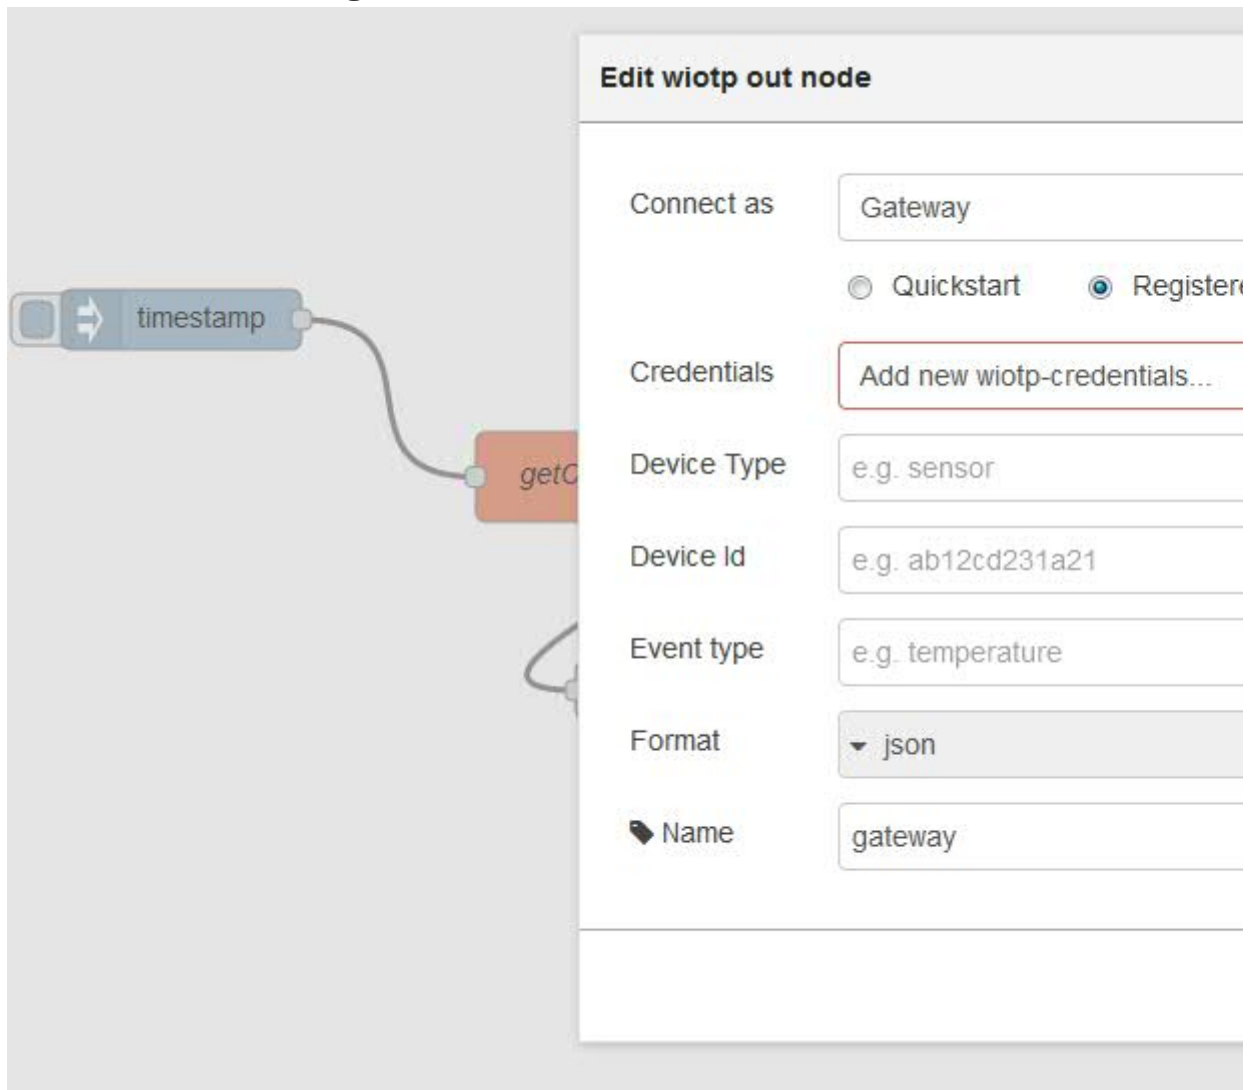 Edit wiotp out node
Connect as
Gateway
Quickstart
timestamp
Credentials
Add new wiotp-credentials...
Device Type
e.g. sensor
Device Id
e.g. ab12cd231a21
Event type
e.g. temperature
Format
json
Name
gateway